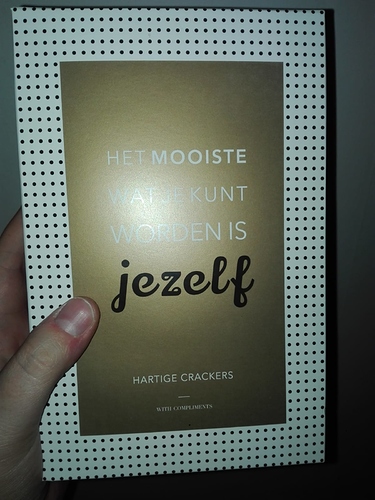 HET MOOISTE
WAT JE KUNT
WORDEN IS
jezelf
HARTIGE CRACKERS
WITH COMPLIMENTS